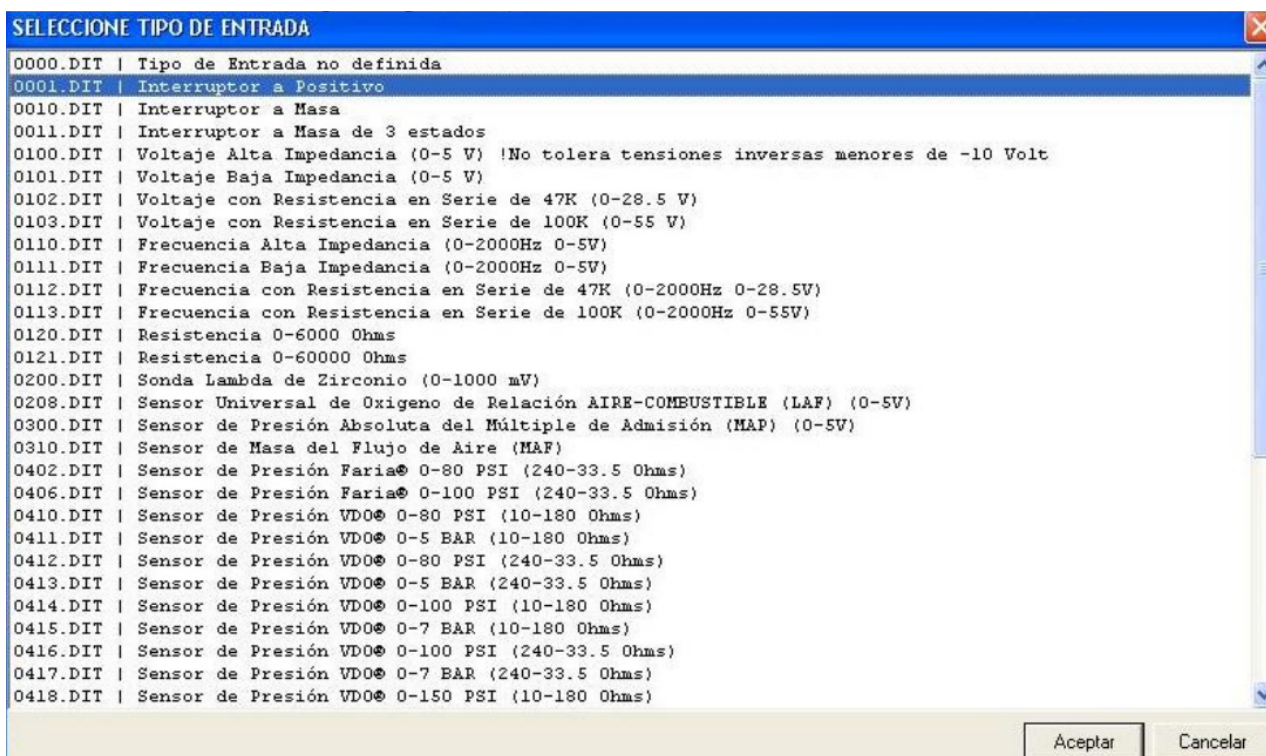 SELECCIONE TIPO DE ENTRADA
0000.DIT | Tipo de Entrada no definida
0001.DIT | Interruptor a Positivo
0010.DIT | Interruptor a Masa
0011.DIT | Interruptor a Masa de 3 estados
0100.DIT | Voltaje Alta Impedancia (0-5 V) !No tolera tensiones inversas menores de -10 Volt
0101.DIT | Voltaje Baja Impedancia (0-5 V)
0102.DIT | Voltaje con Resistencia en Serie de 47K (0-28.5 V)
0103.DIT | Voltaje con Resistencia en Serie de 100K (0-55 V)
0110.DIT | Frecuencia Alta Impedancia (0-2000Hz 0-5V)
0111.DIT | Frecuencia Baja Impedancia (0-2000Hz 0-5V)
0112.DIT | Frecuencia con Resistencia en Serie de 47K (0-2000Hz 0-28.5V)
0113.DIT | Frecuencia con Resistencia en Serie de 100K (0-2000Hz 0-55V)
0120.DIT | Resistencia 0-6000 Ohms
0121.DIT | Resistencia 0-60000 Ohms
0200.DIT | Sonda Lambda de Zirconio (0-1000 mV)
0208.DIT | Sensor Universal de Oxigeno de Relación AIRE-COMBUSTIBLE (LAF) (0-5V)
0300.DIT | Sensor de Presión Absoluta del Múltiple de Admisión (MAP) (0-5V)
0310.DIT | Sensor de Masa del Flujo de Aire (MAF)
0402.DIT | Sensor de Presión Faria® 0-80 PSI (240-33.5 Ohms)
0406.DIT | Sensor de Presión Faria® 0-100 PSI (240-33.5 Ohms)
0410.DIT | Sensor de Presión VDO® 0-80 PSI (10-180 Ohms)
0411.DIT | Sensor de Presión VDO® 0-5 BAR (10-180 Ohms)
0412.DIT | Sensor de Presión VDO® 0-80 PSI (240-33.5 Ohms)
0413.DIT | Sensor de Presión VDO® 0-5 BAR (240-33.5 Ohms)
0414.DIT | Sensor de Presión VDO® 0-100 PSI (10-180 Ohms)
0415.DIT | Sensor de Presión VDO® 0-7 BAR (10-180 Ohms)
0416.DIT | Sensor de Presión VDO® 0-100 PSI (240-33.5 Ohms)
0417.DIT | Sensor de Presión VDO® 0-7 BAR (240-33.5 Ohms)
0418.DIT | Sensor de Presión VDO® 0-150 PSI (10-180 Ohms)
Aceptar Cancelar